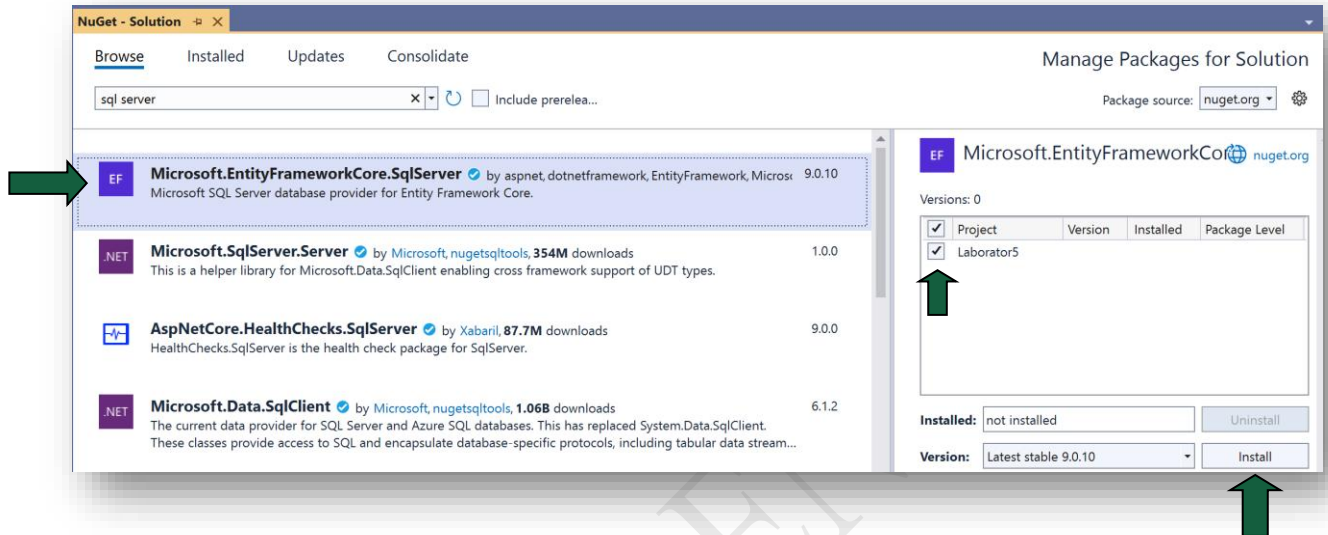 NuGet - Solution
Browse Installed Updates Consolidate
Manage Packages for Solution
sql server
Include prerelea...
Package source: nuget.org
EF
Microsoft.EntityFrameworkCore.SqlServer by aspnet, dotnetframework, EntityFramework, Microsc 9.0.10
Microsoft SQL Server database provider for Entity Framework Core.
.NET
Microsoft.SqlServer.Server by Microsoft, nugetsqltools, 354M downloads 1.0.0
This is a helper library for Microsoft.Data.SqlClient enabling cross framework support of UDT types.
AspNetCore.HealthChecks.SqlServer by Xabaril, 87.7M downloads 9.0.0
HealthChecks.SqlServer is the health check package for SqlServer.
.NET
Microsoft.Data.SqlClient by Microsoft, nugetsqltools, 1.06B downloads 6.1.2
The current data provider for SQL Server and Azure SQL databases. This has replaced System.Data.SqlClient.
These classes provide access to SQL and encapsulate database-specific protocols, including tabular data stream...
EF
Microsoft.EntityFrameworkCor nuget.org
Versions: 0
Project Version Installed Package Level
Laborator5
Installed: not installed Uninstall
Version: Latest stable 9.0.10 Install